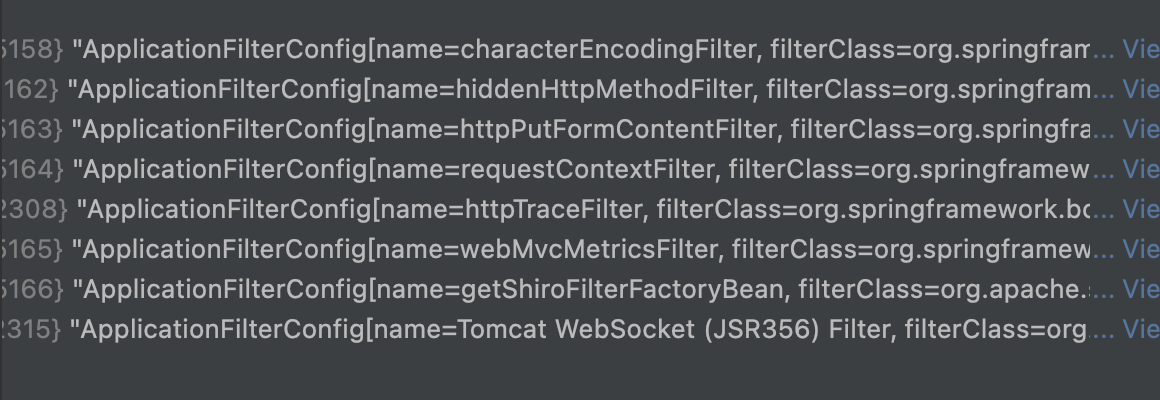 5158} "ApplicationFilterConfig[name=characterEncodingFilter, filterClass=org.springfram... Vie
162} "ApplicationFilterConfig[name=hiddenHttpMethodFilter, filterClass=org.springfram... Vie
5163} "ApplicationFilterConfig[name=httpPutFormContentFilter, filterClass=org.springfra... Vie
5164} "ApplicationFilterConfig[name=requestContextFilter, filterClass=org.springframew... Vie
2308} "ApplicationFilterConfig[name=httpTraceFilter, filterClass=org.springframework.bo... Vie
5165} "ApplicationFilterConfig[name=webMvcMetricsFilter, filterClass=org.springframew... Vie
5166} "ApplicationFilterConfig[name=getShiroFilterFactoryBean, filterClass=org.apache.... Vie
2315} "ApplicationFilterConfig[name=Tomcat WebSocket (JSR356) Filter, filterClass=org.... Vie